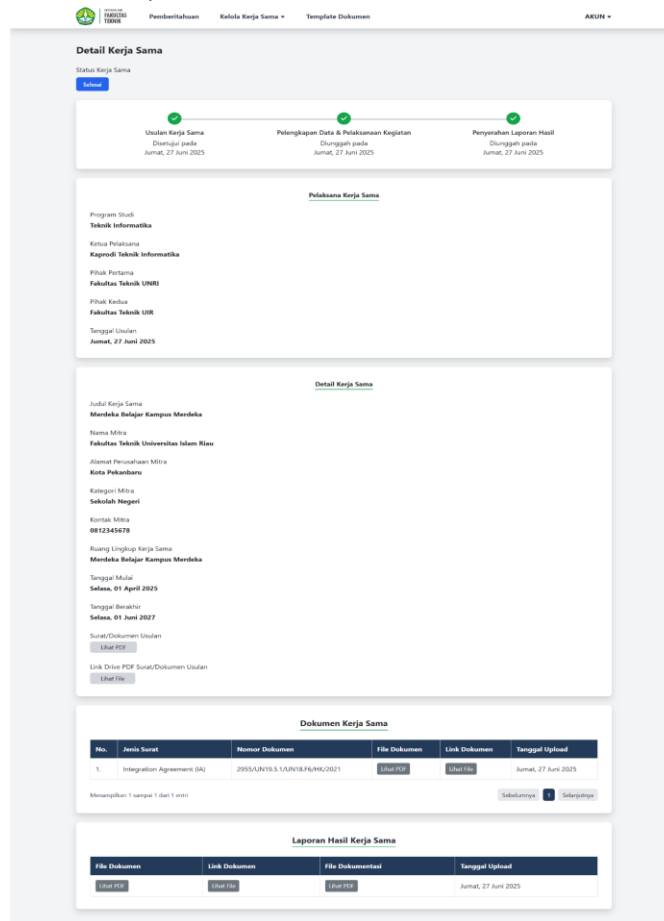 FAKULTAS
TEKNIK
Pemberitahuan
Kelola Kerja Sama
Template Dokumen
AKUN
Detail Kerja Sama
Status Kerja Sama
Selesai
Usulan Kerja Sama
Disetujui pada
Jumat, 27 Juni 2025
Pelengkapan Data & Pelaksanaan Kegiatan
Diunggah pada
Jumat, 27 Juni 2025
Penyerahan Laporan Hasil
Diunggah pada
Jumat, 27 Juni 2025
Pelaksana Kerja Sama
Program Studi
Teknik Informatika
Ketua Pelaksana
Kaprodi Teknik Informatika
Pihak Pertama
Fakultas Teknik UNRI
Pihak Kedua
Fakultas Teknik UIR
Tanggal Usulan
Jumat, 27 Juni 2025
Detail Kerja Sama
Judul Kerja Sama
Merdeka Belajar Kampus Merdeka
Nama Mitra
Fakultas Teknik Universitas Islam Riau
Alamat Perusahaan Mitra
Kota Pekanbaru
Kategori Mitra
Sekolah Negeri
Kontak Mitra
0812345678
Ruang Lingkup Kerja Sama
Merdeka Belajar Kampus Merdeka
Tanggal Mulai
Selasa, 01 April 2025
Tanggal Berakhir
Selasa, 01 Juni 2027
Surat/Dokumen Usulan
Lihat PDF
Link Drive PDF Surat/Dokumen Usulan
Lihat File
Dokumen Kerja Sama
No. Jenis Surat Nomor Dokumen File Dokumen Link Dokumen Tanggal Upload
1. Integration Agreement (IA) 2955/UN19.5.1/UN18.F6/HK/2021 Lihat PDF Lihat File Jumat, 27 Juni 2025
Menampilkan 1 sampai 1 dari 1 entri
Sebelumnya 1 Selanjutnya
Laporan Hasil Kerja Sama
File Dokumen Link Dokumen File Dokumentasi Tanggal Upload
Lihat PDF Lihat File Lihat PDF Jumat, 27 Juni 2025